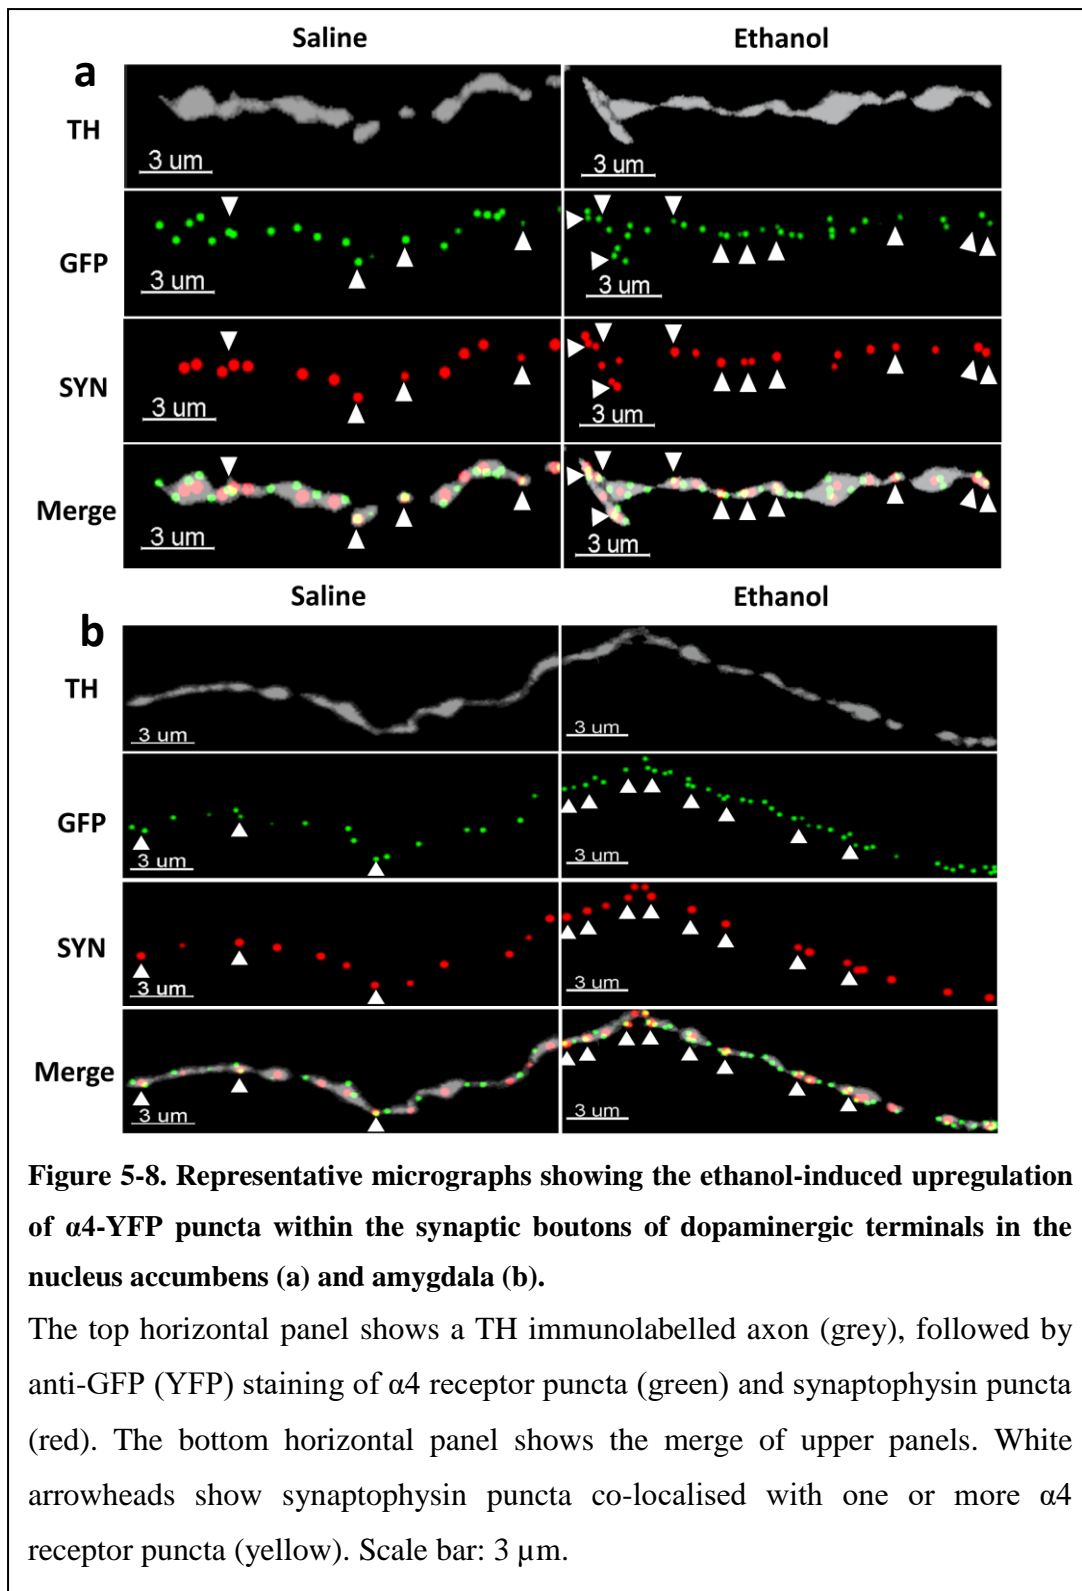 Saline Ethanol
a
TH
3 um 3 um
GFP
3 um 3 um
SYN
3 um 3 um
Merge
3 um 3 um
Saline Ethanol
b
TH
3 um 3 um
GFP
3 um 3 um
SYN
3 um 3 um
Merge
3 um 3 um
Figure 5-8. Representative micrographs showing the ethanol-induced upregulation
of α4-YFP puncta within the synaptic boutons of dopaminergic terminals in the
nucleus accumbens (a) and amygdala (b).
The top horizontal panel shows a TH immunolabelled axon (grey), followed by
anti-GFP (YFP) staining of α4 receptor puncta (green) and synaptophysin puncta
(red). The bottom horizontal panel shows the merge of upper panels. White
arrowheads show synaptophysin puncta co-localised with one or more α4
receptor puncta (yellow). Scale bar: 3 µm.